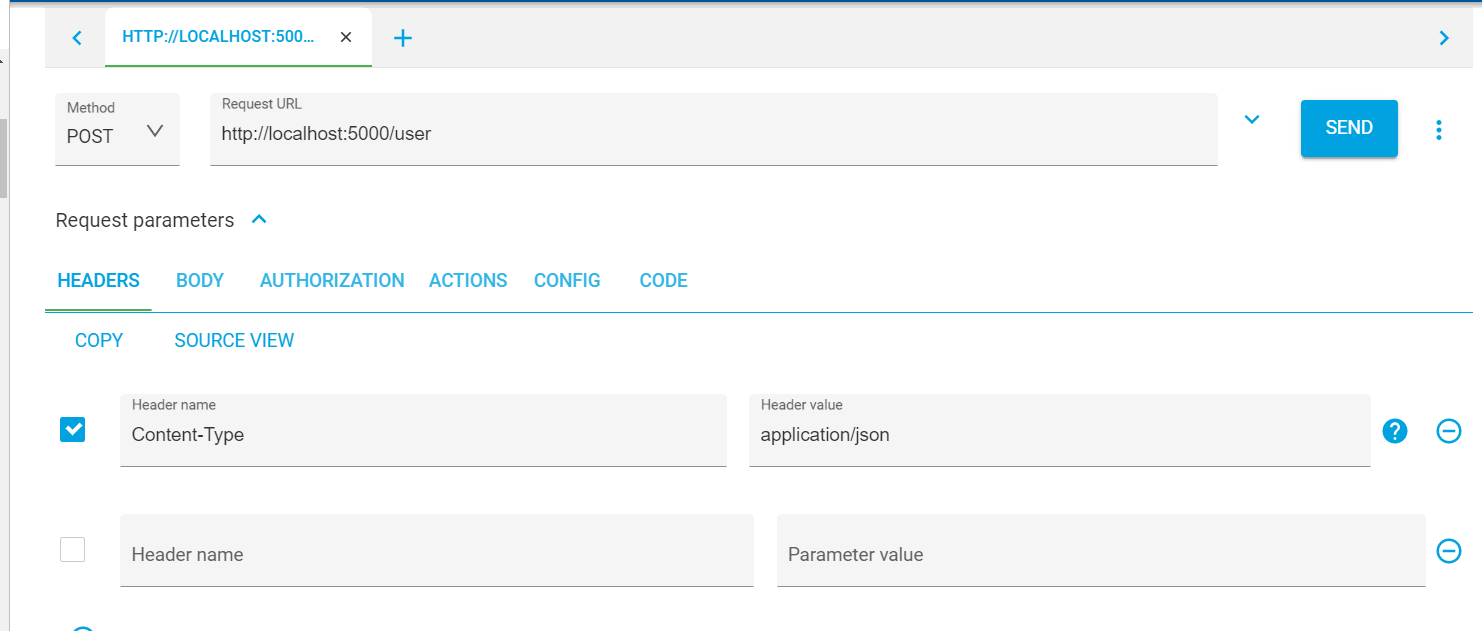 HTTP://LOCALHOST:500...
Method
POST
Request URL
http://localhost:5000/user
SEND
Request parameters
HEADERS BODY AUTHORIZATION ACTIONS CONFIG CODE
COPY SOURCE VIEW
Header name
Content-Type
Header value
application/json
Header name
Parameter value